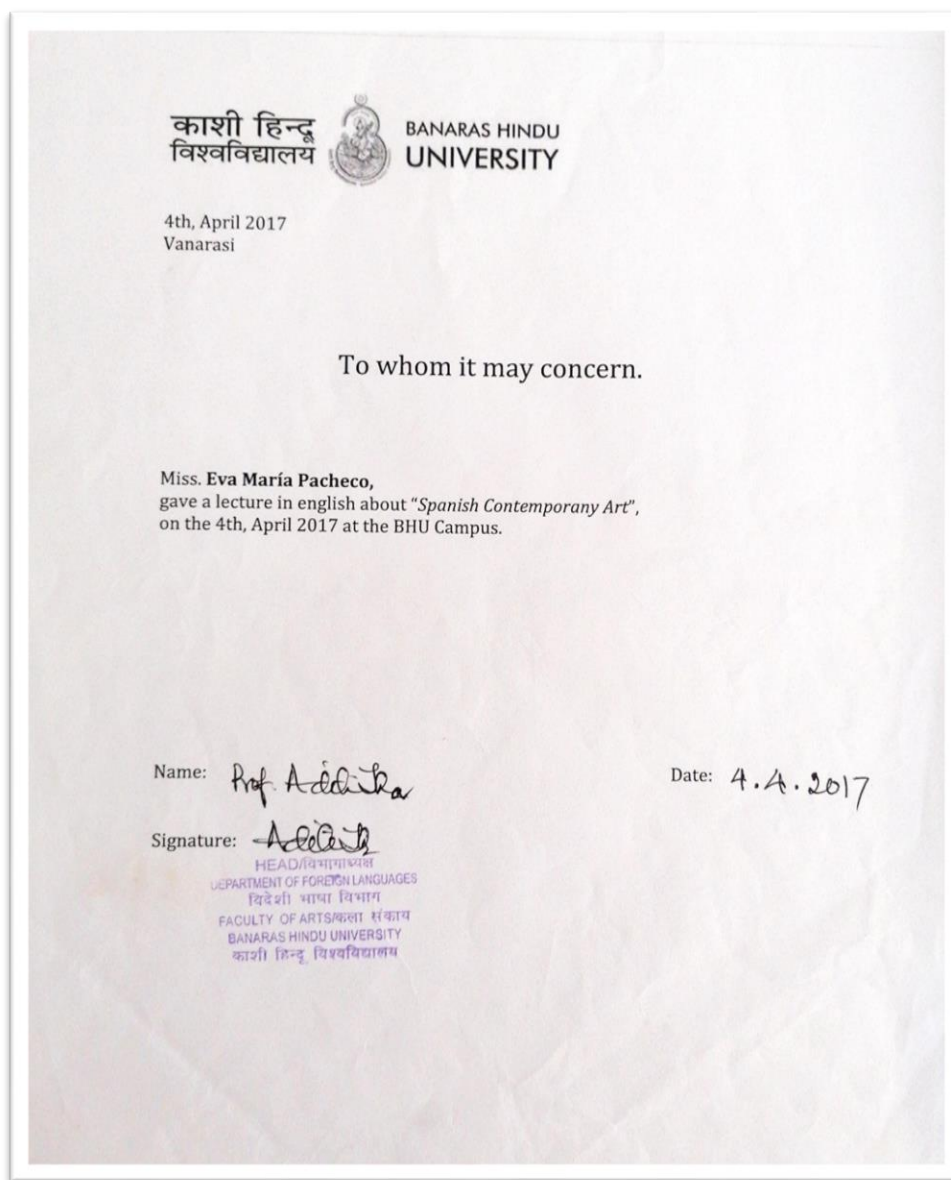 काशी हिन्दू
विश्वविद्यालय
BANARAS HINDU
UNIVERSITY
4th, April 2017
Vanarasi
To whom it may concern.
Miss. Eva María Pacheco,
gave a lecture in english about “Spanish Contemporany Art”,
on the 4th, April 2017 at the BHU Campus.
Name: Prof. Additka
Date: 4.4.2017
Signature:
HEAD/विभागाध्यक्ष
DEPARTMENT OF FOREIGN LANGUAGES
विदेशी भाषा विभाग
FACULTY OF ARTS/कला संकाय
BANARAS HINDU UNIVERSITY
काशी हिन्दू विश्वविद्यालय